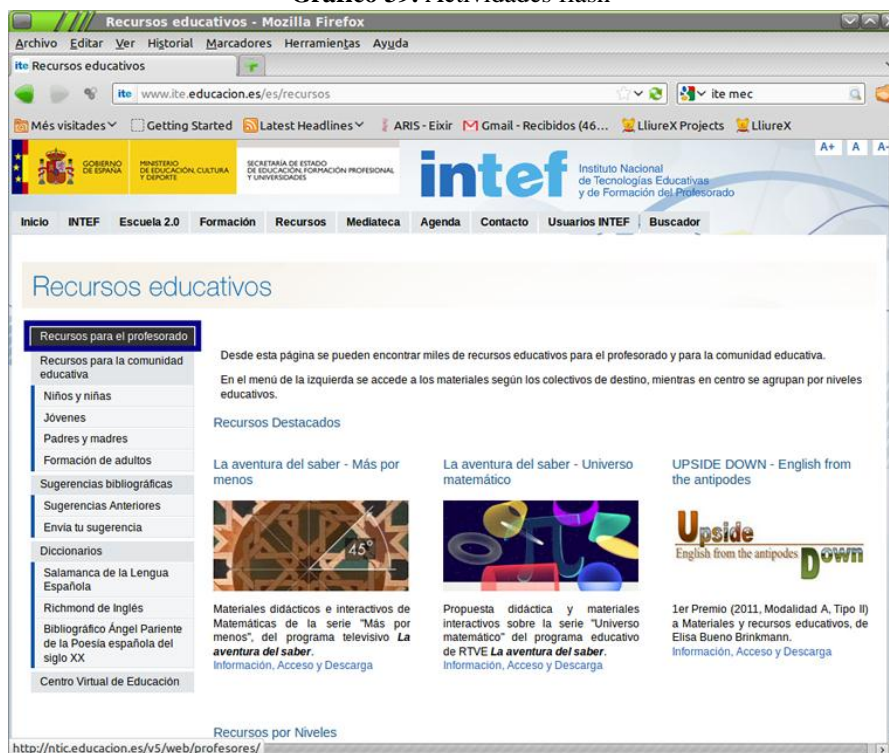 Gráfico 39. Actividades flash
Recursos educativos - Mozilla Firefox
Archivo Editar Ver Historial Marcadores Herramientas Ayuda
ite Recursos educativos
ite www.ite.educacion.es/es/recursos
ite mec
Més visitades Getting Started Latest Headlines ARIS - Eixir Gmail - Recibidos (46... LliureX Projects LliureX
A+ A A-
GOBIERNO DE ESPAÑA
MINISTERIO DE EDUCACIÓN, CULTURA Y DEPORTE
SECRETARÍA DE ESTADO DE EDUCACIÓN, FORMACIÓN PROFESIONAL Y UNIVERSIDADES
intef
Instituto Nacional
de Tecnologías Educativas
y de Formación del Profesorado
Inicio INTEF Escuela 2.0 Formación Recursos Mediateca Agenda Contacto Usuarios INTEF Buscador
Recursos educativos
Recursos para el profesorado
Recursos para la comunidad
educativa
Niños y niñas
Jóvenes
Padres y madres
Formación de adultos
Sugerencias bibliográficas
Sugerencias Anteriores
Envia tu sugerencia
Diccionarios
Salamanca de la Lengua
Española
Richmond de Inglés
Bibliográfico Ángel Pariente
de la Poesía española del
siglo XX
Centro Virtual de Educación
Desde esta página se pueden encontrar miles de recursos educativos para el profesorado y para la comunidad educativa.
En el menú de la izquierda se accede a los materiales según los colectivos de destino, mientras en centro se agrupan por niveles
educativos.
Recursos Destacados
La aventura del saber - Más por
menos
45°
Materiales didácticos e interactivos de
Matemáticas de la serie "Más por
menos", del programa televisivo La
aventura del saber.
Información, Acceso y Descarga
La aventura del saber - Universo
matemático
Propuesta didáctica y materiales
interactivos sobre la serie "Universo
matemático" del programa educativo
de RTVE La aventura del saber.
Información, Acceso y Descarga
UPSIDE DOWN - English from
the antipodes
Upside
English from the antipodes Down
1er Premio (2011, Modalidad A, Tipo II)
a Materiales y recursos educativos, de
Elisa Bueno Brinkmann.
Información, Acceso y Descarga
Recursos por Niveles
http://ntic.educacion.es/v5/web/profesores/